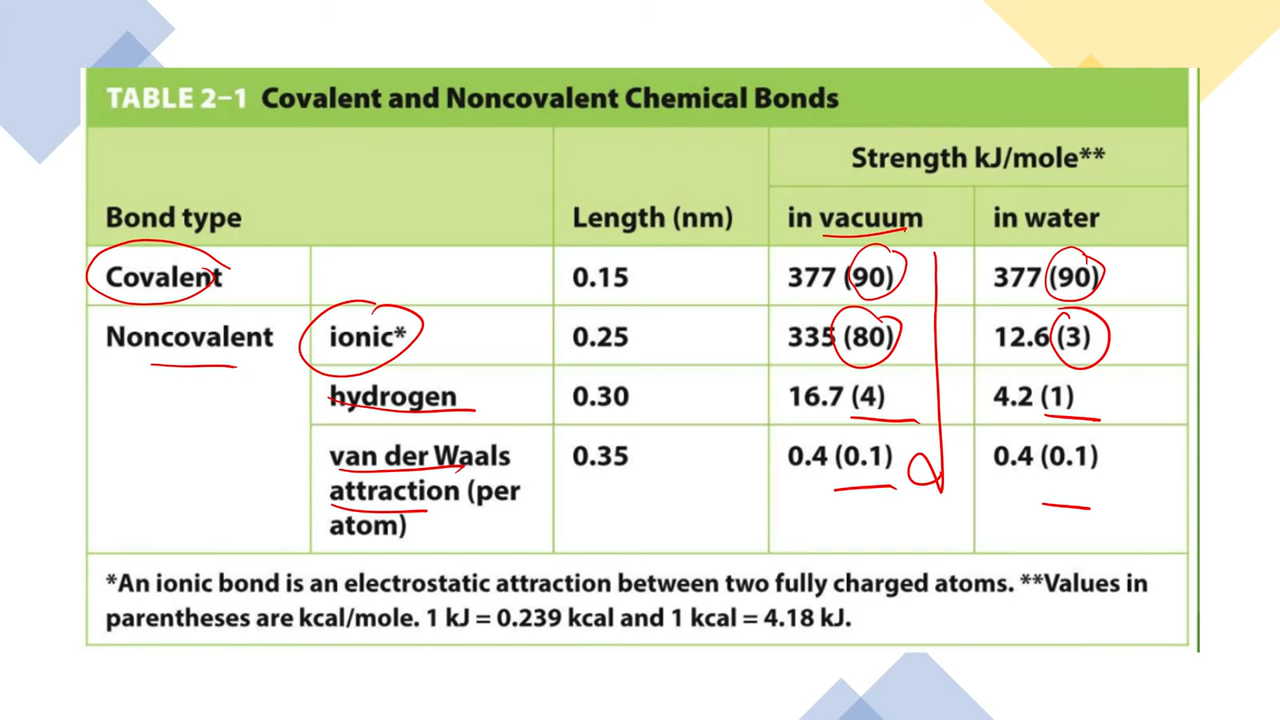 TABLE 2–1 Covalent and Noncovalent Chemical Bonds
Strength kJ/mole**
Bond type Length (nm) in vacuum in water
Covalent 0.15 377 (90) 377 (90)
Noncovalent ionic* 0.25 335 (80) 12.6 (3)
hydrogen 0.30 16.7 (4) 4.2 (1)
van der Waals 0.35 0.4 (0.1) 0.4 (0.1)
attraction (per
atom)
*An ionic bond is an electrostatic attraction between two fully charged atoms. **Values in
parentheses are kcal/mole. 1 kJ = 0.239 kcal and 1 kcal = 4.18 kJ.